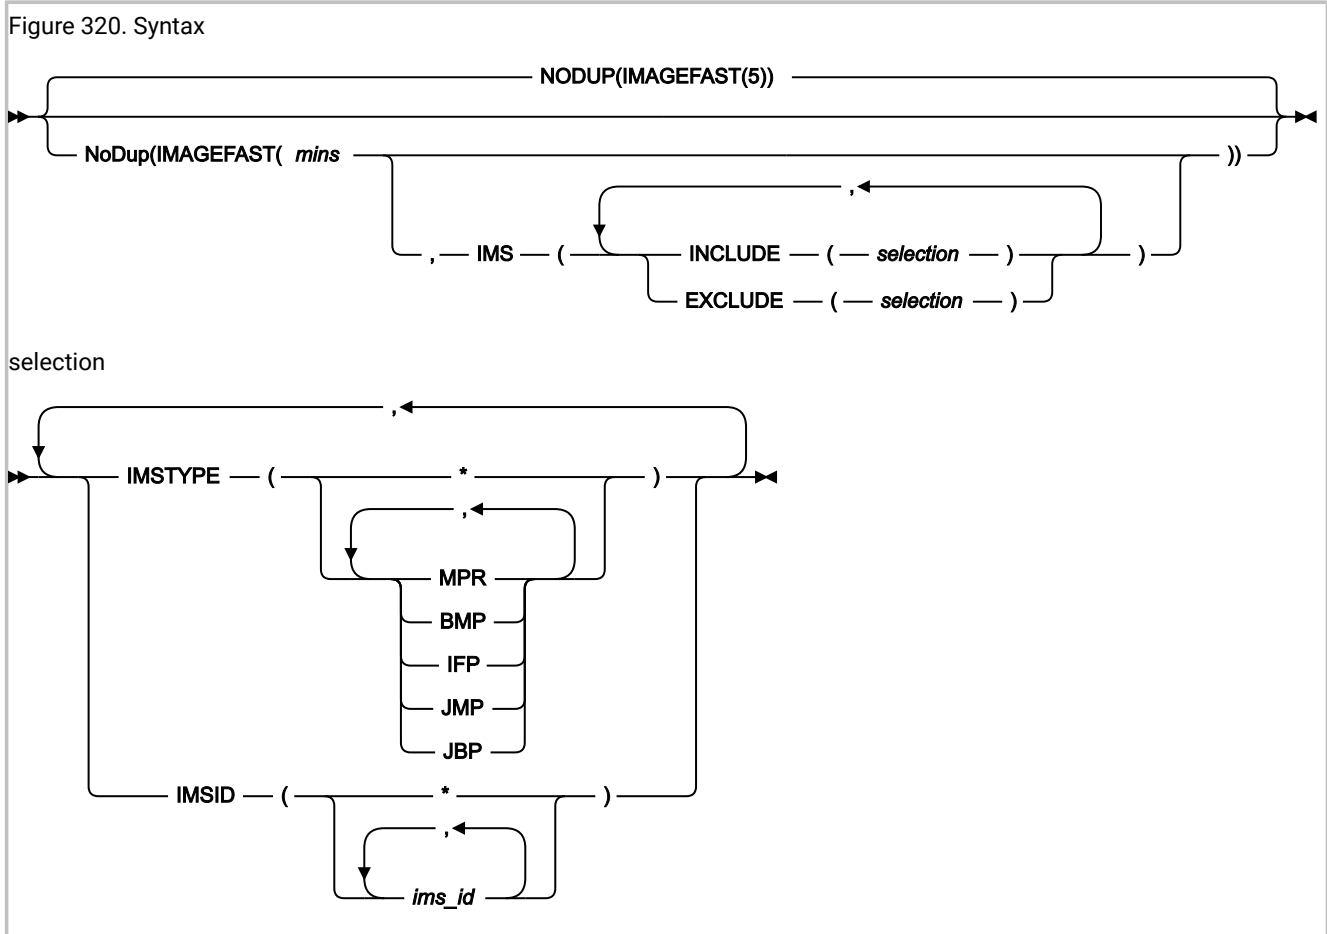 Figure 320. Syntax
NODUP(IMAGEFAST(5))
NoDup(IMAGEFAST( mins ))
,
, IMS ( INCLUDE ( selection ) )
EXCLUDE ( selection )
selection
,
IMSTYPE ( * )
,
MPR
BMP
IFP
JMP
JBP
IMSID ( * )
,
ims_id